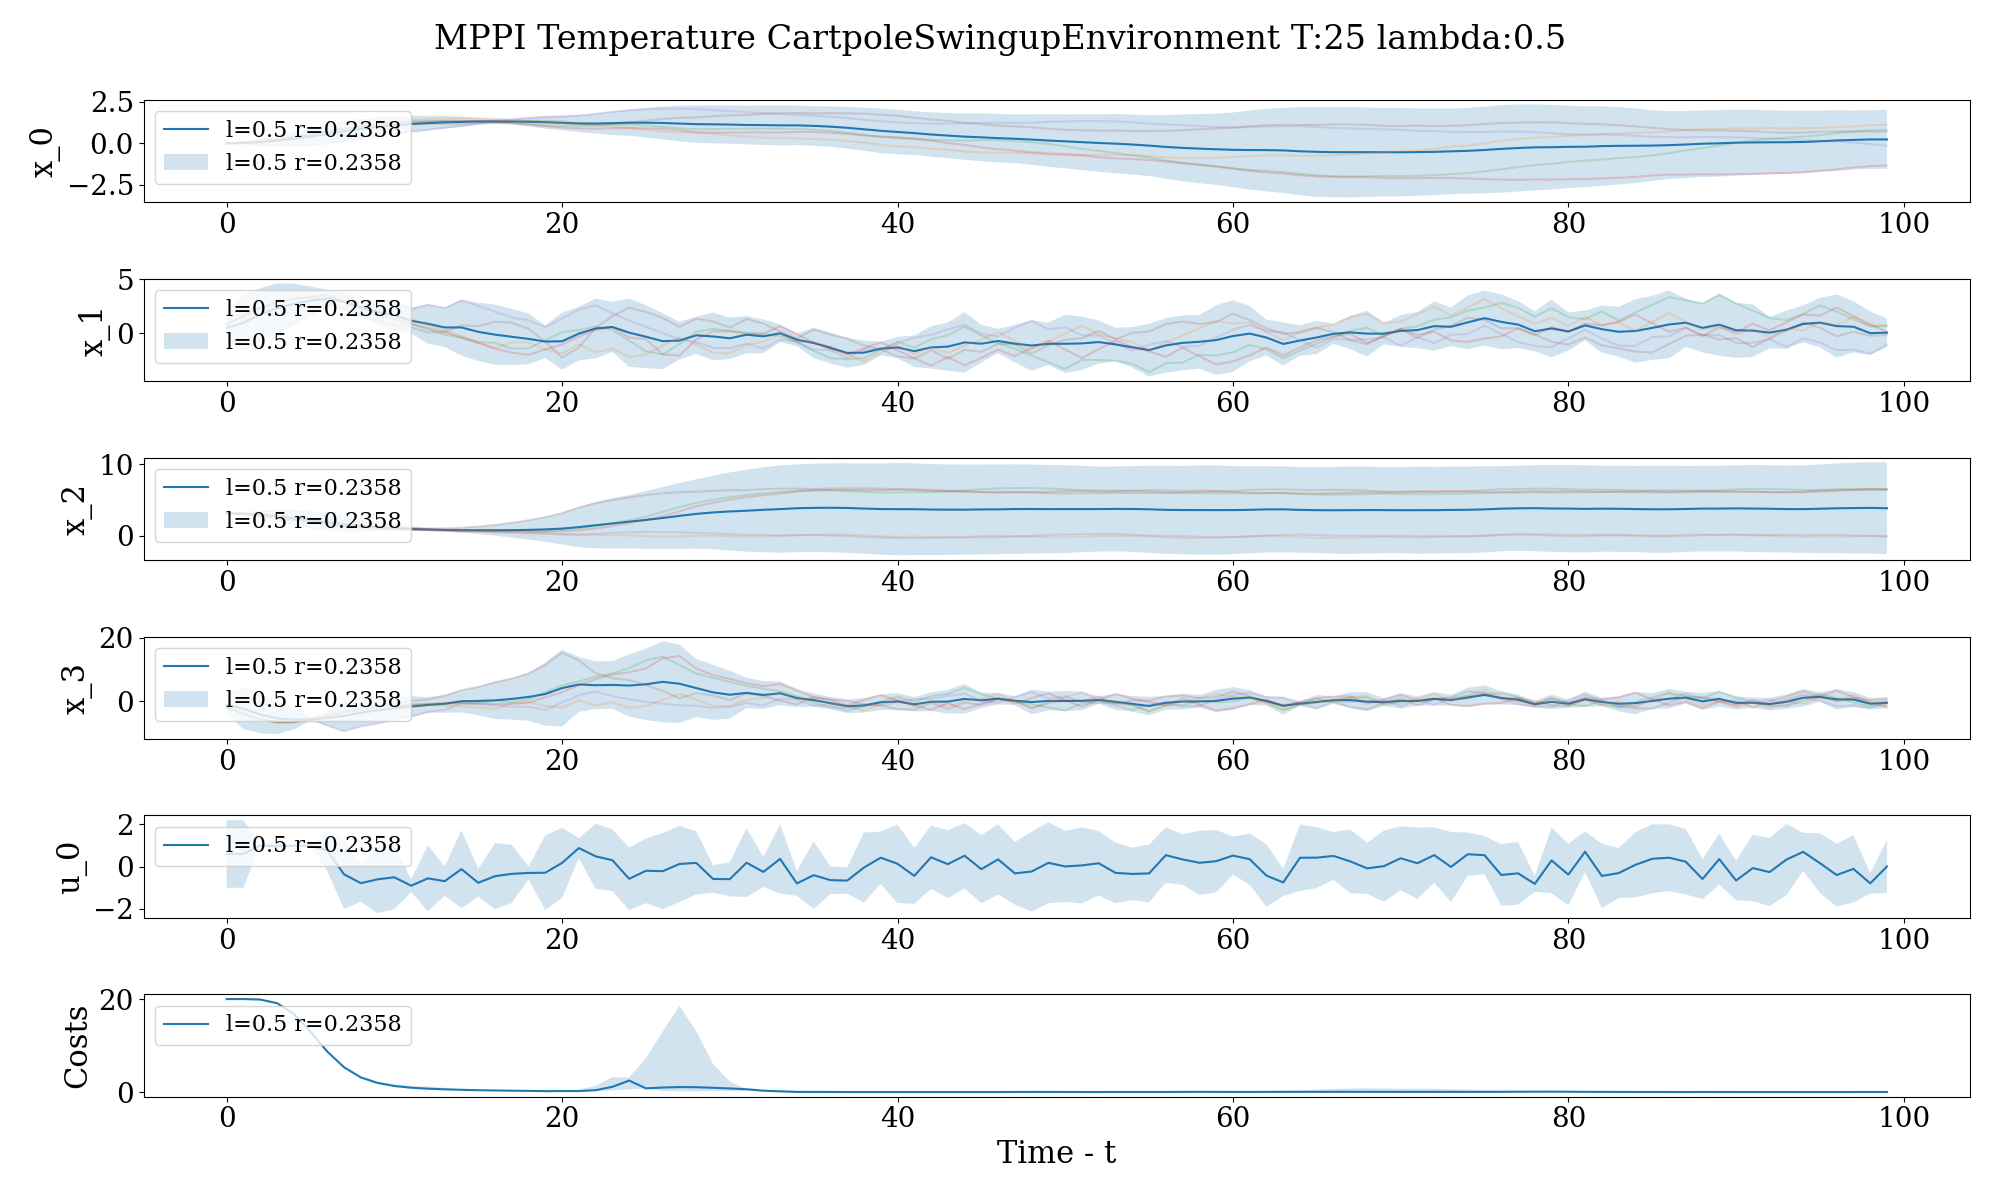 MPPI Temperature CartpoleSwingupEnvironment T:25 lambda:0.5
x_0
2.5
0.0
−2.5
l=0.5 r=0.2358
l=0.5 r=0.2358
0 20 40 60 80 100
x_1
5
0
l=0.5 r=0.2358
l=0.5 r=0.2358
0 20 40 60 80 100
x_2
10
0
l=0.5 r=0.2358
l=0.5 r=0.2358
0 20 40 60 80 100
x_3
20
0
l=0.5 r=0.2358
l=0.5 r=0.2358
0 20 40 60 80 100
u_0
2
0
−2
l=0.5 r=0.2358
0 20 40 60 80 100
Costs
20
0
l=0.5 r=0.2358
0 20 40 60 80 100
Time - t